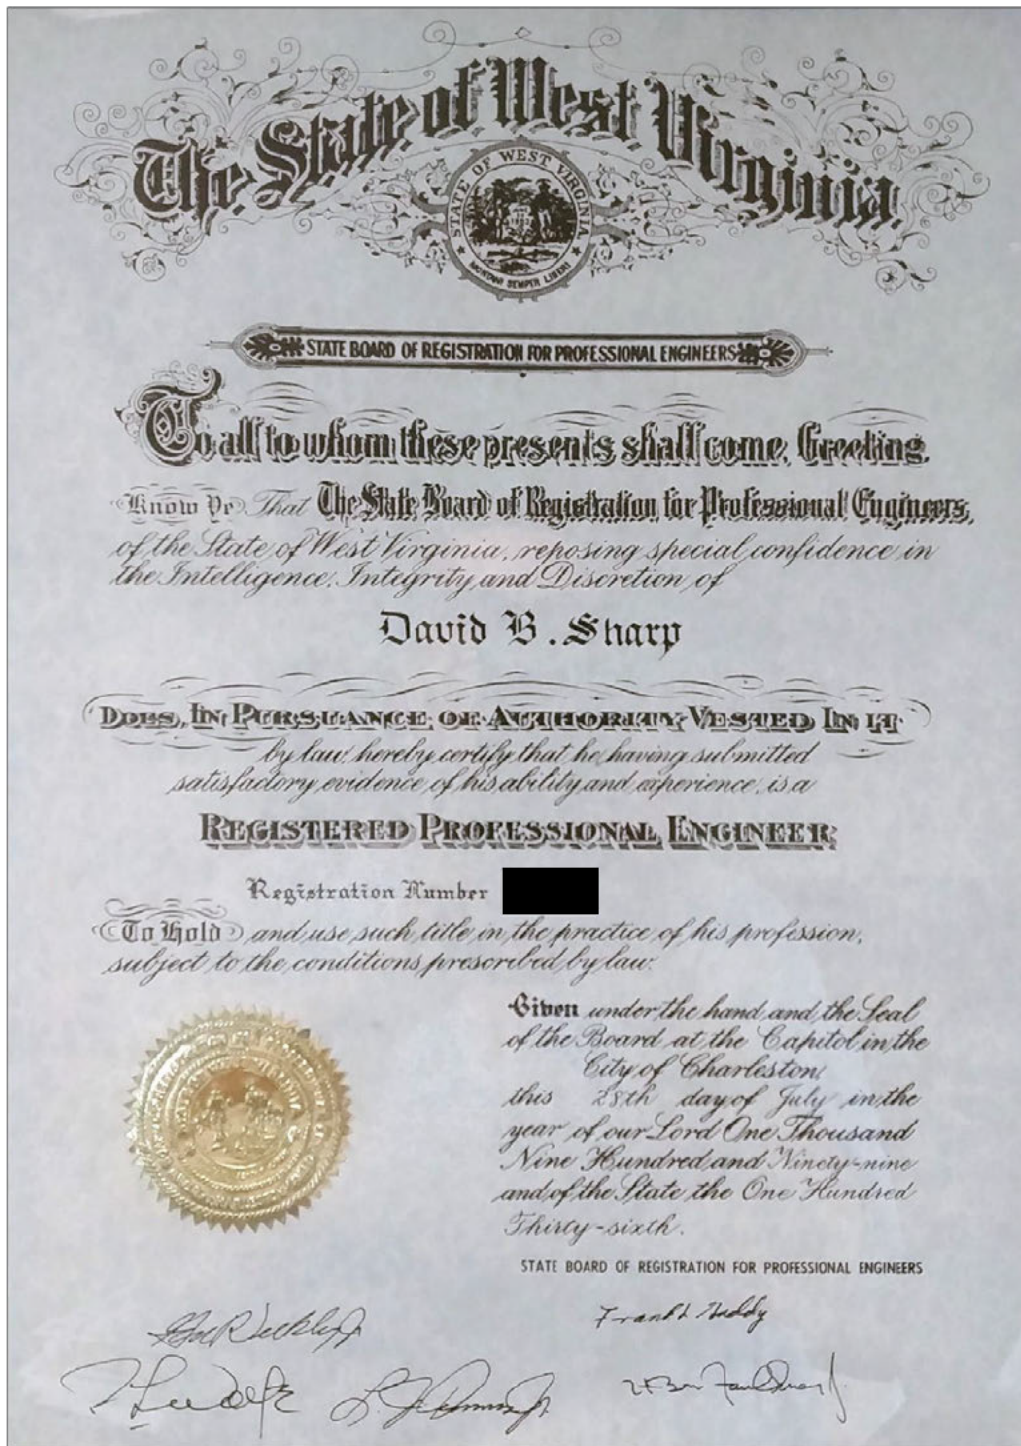 The State of West Virginia
STATE OF WEST VIRGINIA
MONTANI SEMPER LIBERI
STATE BOARD OF REGISTRATION FOR PROFESSIONAL ENGINEERS
To all to whom these presents shall come, Greeting.
Know Ye That The State Board of Registration for Professional Engineers,
of the State of West Virginia, reposing special confidence in
the Intelligence, Integrity and Discretion of
David B. Sharp
DOES, IN PURSUANCE OF AUTHORITY VESTED IN IT
by law hereby certify that he having submitted
satisfactory evidence of his ability and experience, is a
REGISTERED PROFESSIONAL ENGINEER
Registration Number
To Hold and use such title in the practice of his profession,
subject to the conditions prescribed by law.
Given under the hand and the Seal
of the Board at the Capitol in the
City of Charleston
this 28th day of July in the
year of our Lord One Thousand
Nine Hundred and Ninety-nine
and of the State the One Hundred
Thirty-sixth.
STATE BOARD OF REGISTRATION FOR PROFESSIONAL ENGINEERS